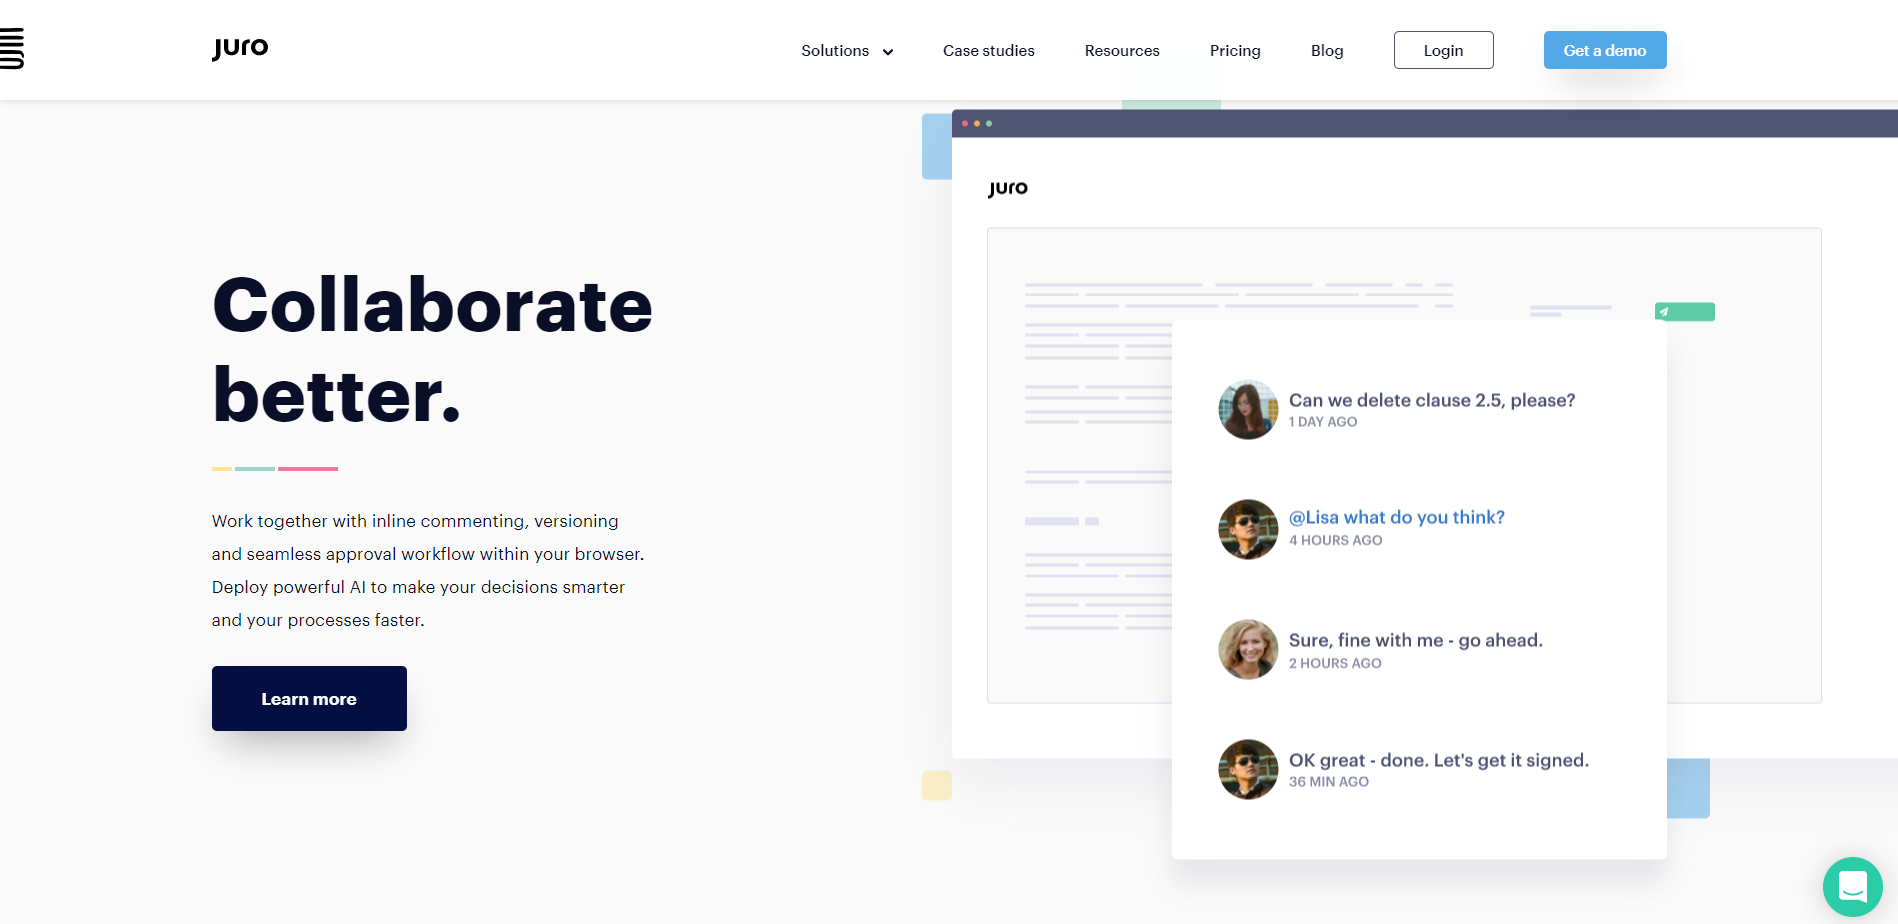 Juro
Solutions
Case studies
Resources
Pricing
Blog
Login
Get a demo
Collaborate
better.
Work together with inline commenting, versioning
and seamless approval workflow within your browser.
Deploy powerful AI to make your decisions smarter
and your processes faster.
Learn more
Juro
Can we delete clause 2.5, please?
1 DAY AGO
@Lisa what do you think?
4 HOURS AGO
Sure, fine with me - go ahead.
2 HOURS AGO
OK great - done. Let's get it signed.
36 MIN AGO